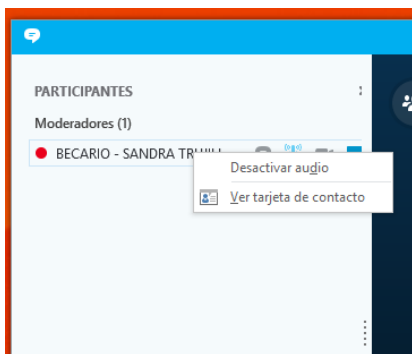 PARTICIPANTES
Moderadores (1)
BECARIO - SANDRA
Desactivar audio
Ver tarjeta de contacto